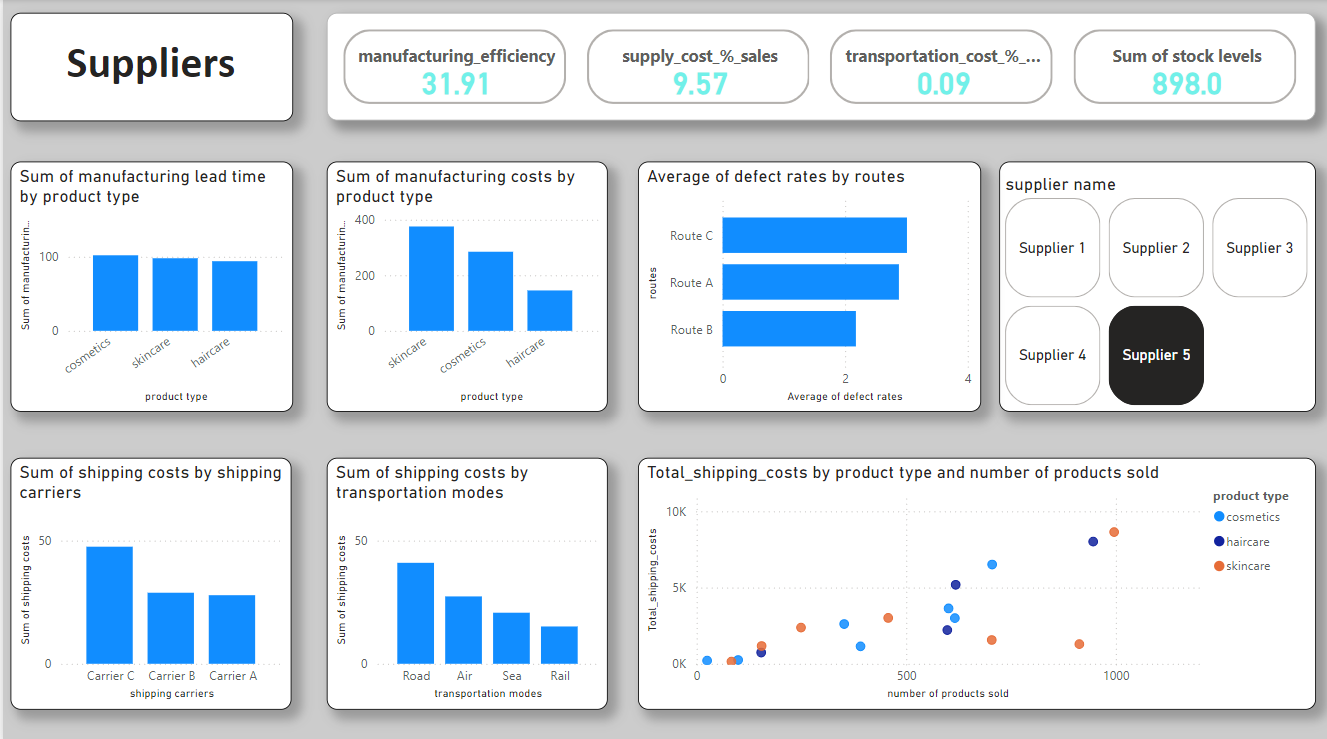 Suppliers
manufacturing_efficiency
31.91
supply_cost_%_sales
9.57
transportation_cost_%_...
0.09
Sum of stock levels
898.0
Sum of manufacturing lead time
by product type
Sum of manufacturin...
100
0
cosmetics
skincare
haircare
product type
Sum of manufacturing costs by
product type
Sum of manufacturin...
400
200
0
skincare
cosmetics
haircare
product type
Average of defect rates by routes
routes
Route C
Route A
Route B
0
2
4
Average of defect rates
supplier name
Supplier 1
Supplier 2
Supplier 3
Supplier 4
Supplier 5
Sum of shipping costs by shipping
carriers
Sum of shipping costs
50
0
Carrier C
Carrier B
Carrier A
shipping carriers
Sum of shipping costs by
transportation modes
Sum of shipping costs
50
0
Road
Air
Sea
Rail
transportation modes
Total_shipping_costs by product type and number of products sold
Total_shipping_costs
10K
5K
0K
0
500
1000
number of products sold
product type
cosmetics
haircare
skincare